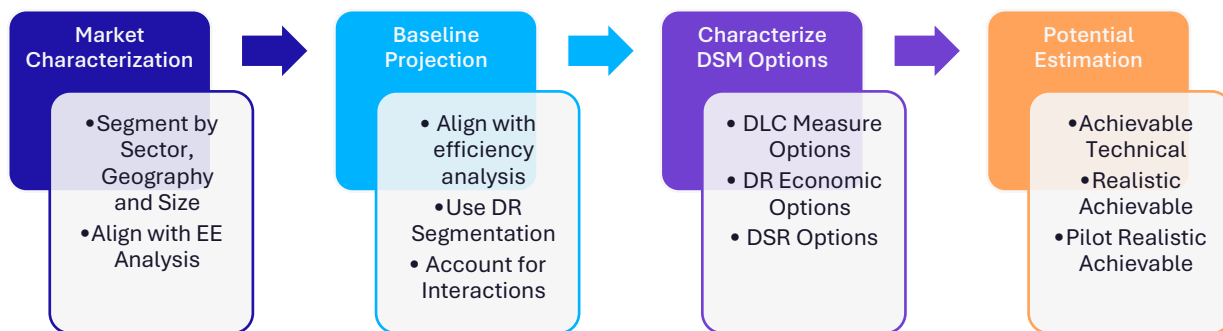 Market
Characterization
•Segment by
Sector,
Geography
and Size
•Align with EE
Analysis
Baseline
Projection
• Align with
efficiency
analysis
•Use DR
Segmentation
• Account for
Interactions
Characterize
DSM Options
• DLC Measure
Options
• DR Economic
Options
• DSR Options
Potential
Estimation
•Achievable
Technical
•Realistic
Achievable
•Pilot Realistic
Achievable